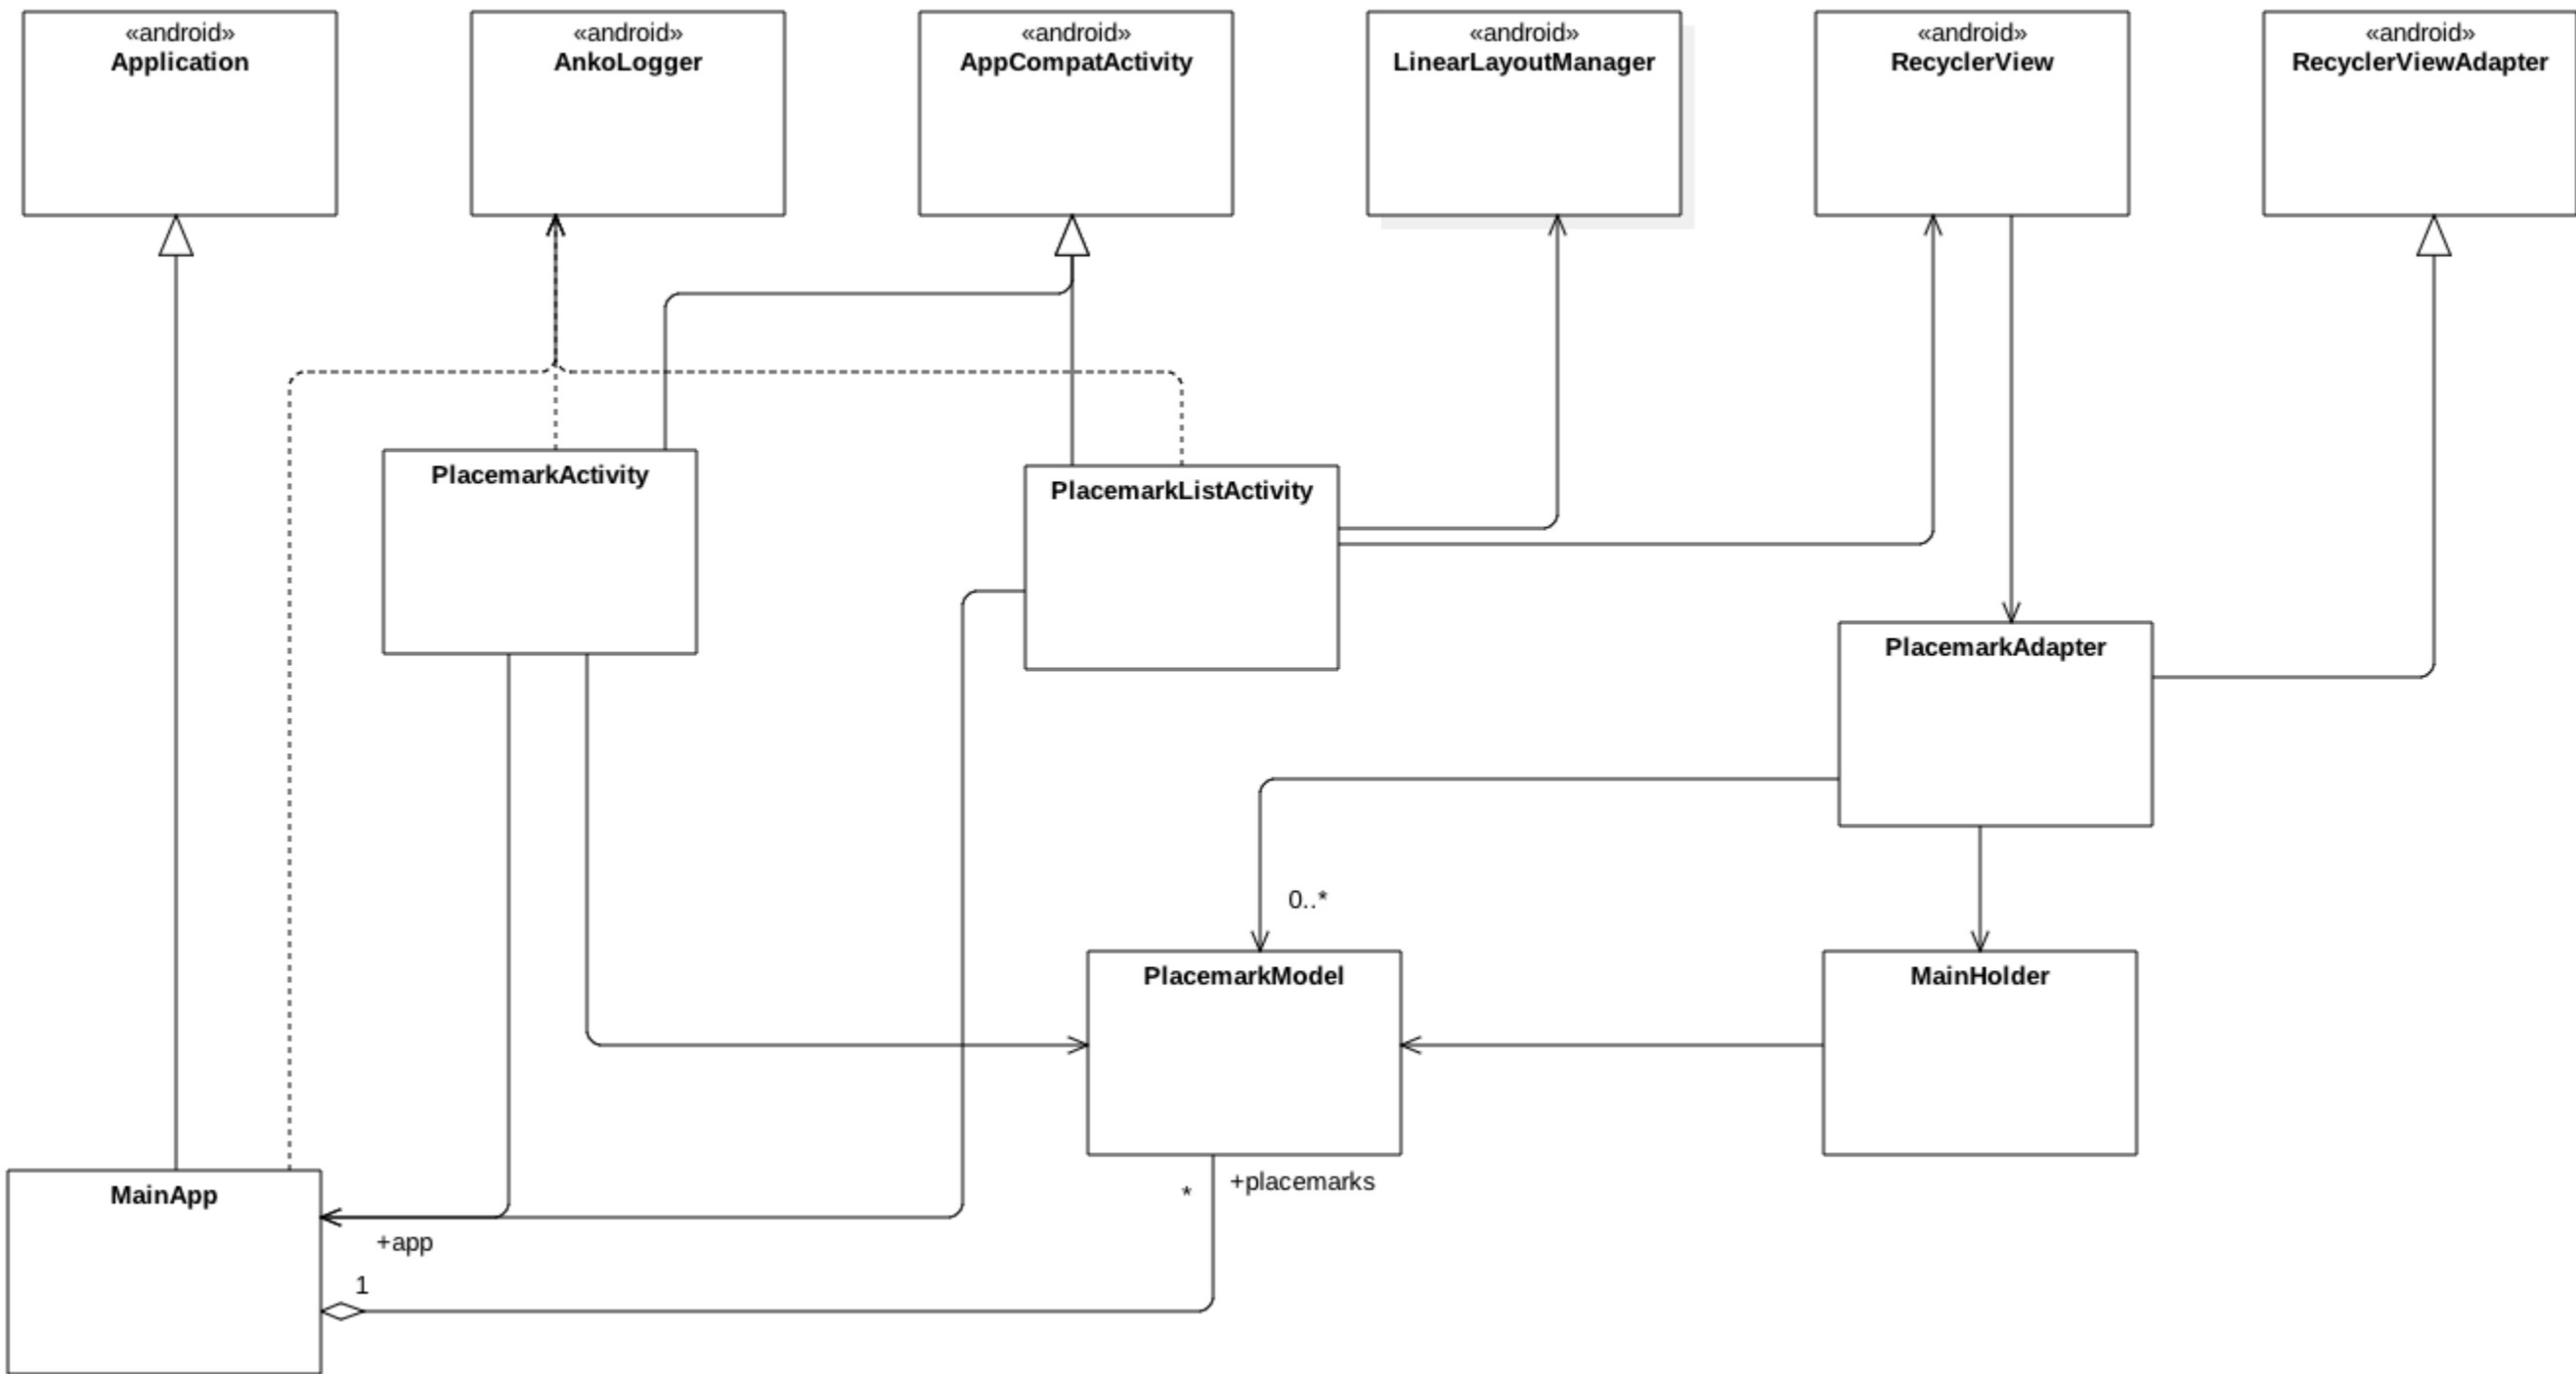 «android»
Application
«android»
AnkoLogger
«android»
AppCompatActivity
«android»
LinearLayoutManager
«android»
RecyclerView
«android»
RecyclerViewAdapter
PlacemarkActivity
PlacemarkListActivity
PlacemarkAdapter
0..*
PlacemarkModel
MainHolder
MainApp
* +placemarks
+app
1